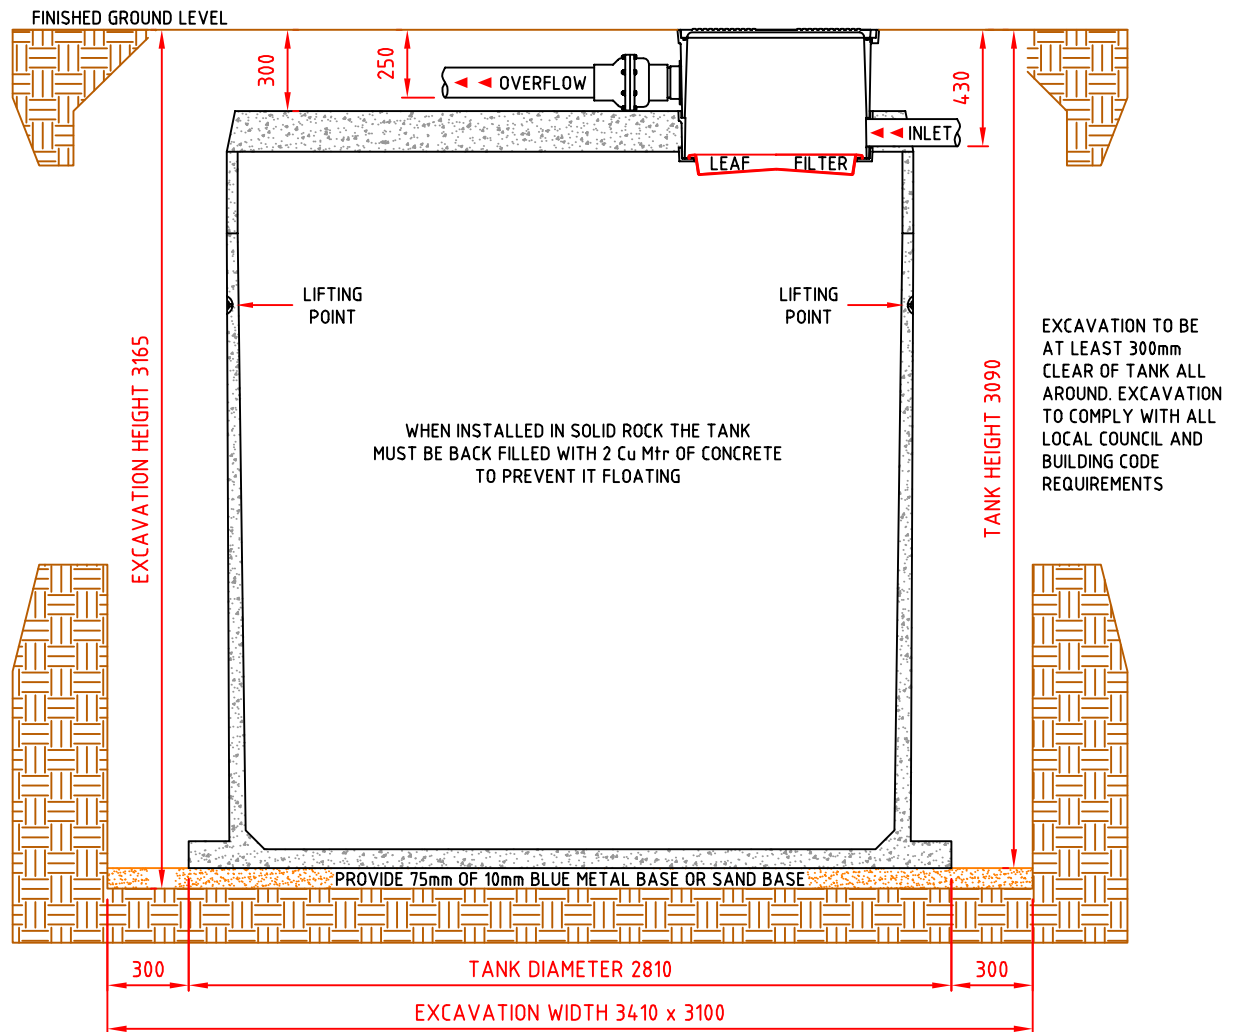 FINISHED GROUND LEVEL
300
250
OVERFLOW
430
INLET
LEAF FILTER
LIFTING
POINT
LIFTING
POINT
EXCAVATION HEIGHT 3165
TANK HEIGHT 3090
EXCAVATION TO BE
AT LEAST 300mm
CLEAR OF TANK ALL
AROUND. EXCAVATION
TO COMPLY WITH ALL
LOCAL COUNCIL AND
BUILDING CODE
REQUIREMENTS
WHEN INSTALLED IN SOLID ROCK THE TANK
MUST BE BACK FILLED WITH 2 Cu Mtr OF CONCRETE
TO PREVENT IT FLOATING
PROVIDE 75mm OF 10mm BLUE METAL BASE OR SAND BASE
300
TANK DIAMETER 2810
300
EXCAVATION WIDTH 3410 x 3100